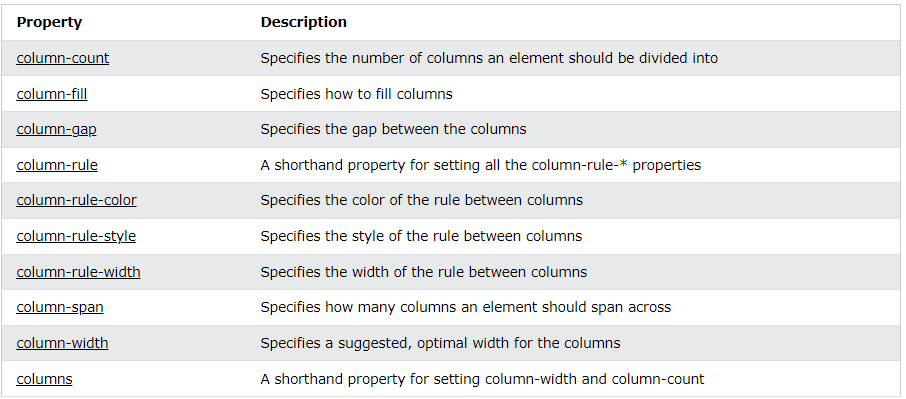 Property Description
column-count Specifies the number of columns an element should be divided into
column-fill Specifies how to fill columns
column-gap Specifies the gap between the columns
column-rule A shorthand property for setting all the column-rule-* properties
column-rule-color Specifies the color of the rule between columns
column-rule-style Specifies the style of the rule between columns
column-rule-width Specifies the width of the rule between columns
column-span Specifies how many columns an element should span across
column-width Specifies a suggested, optimal width for the columns
columns A shorthand property for setting column-width and column-count